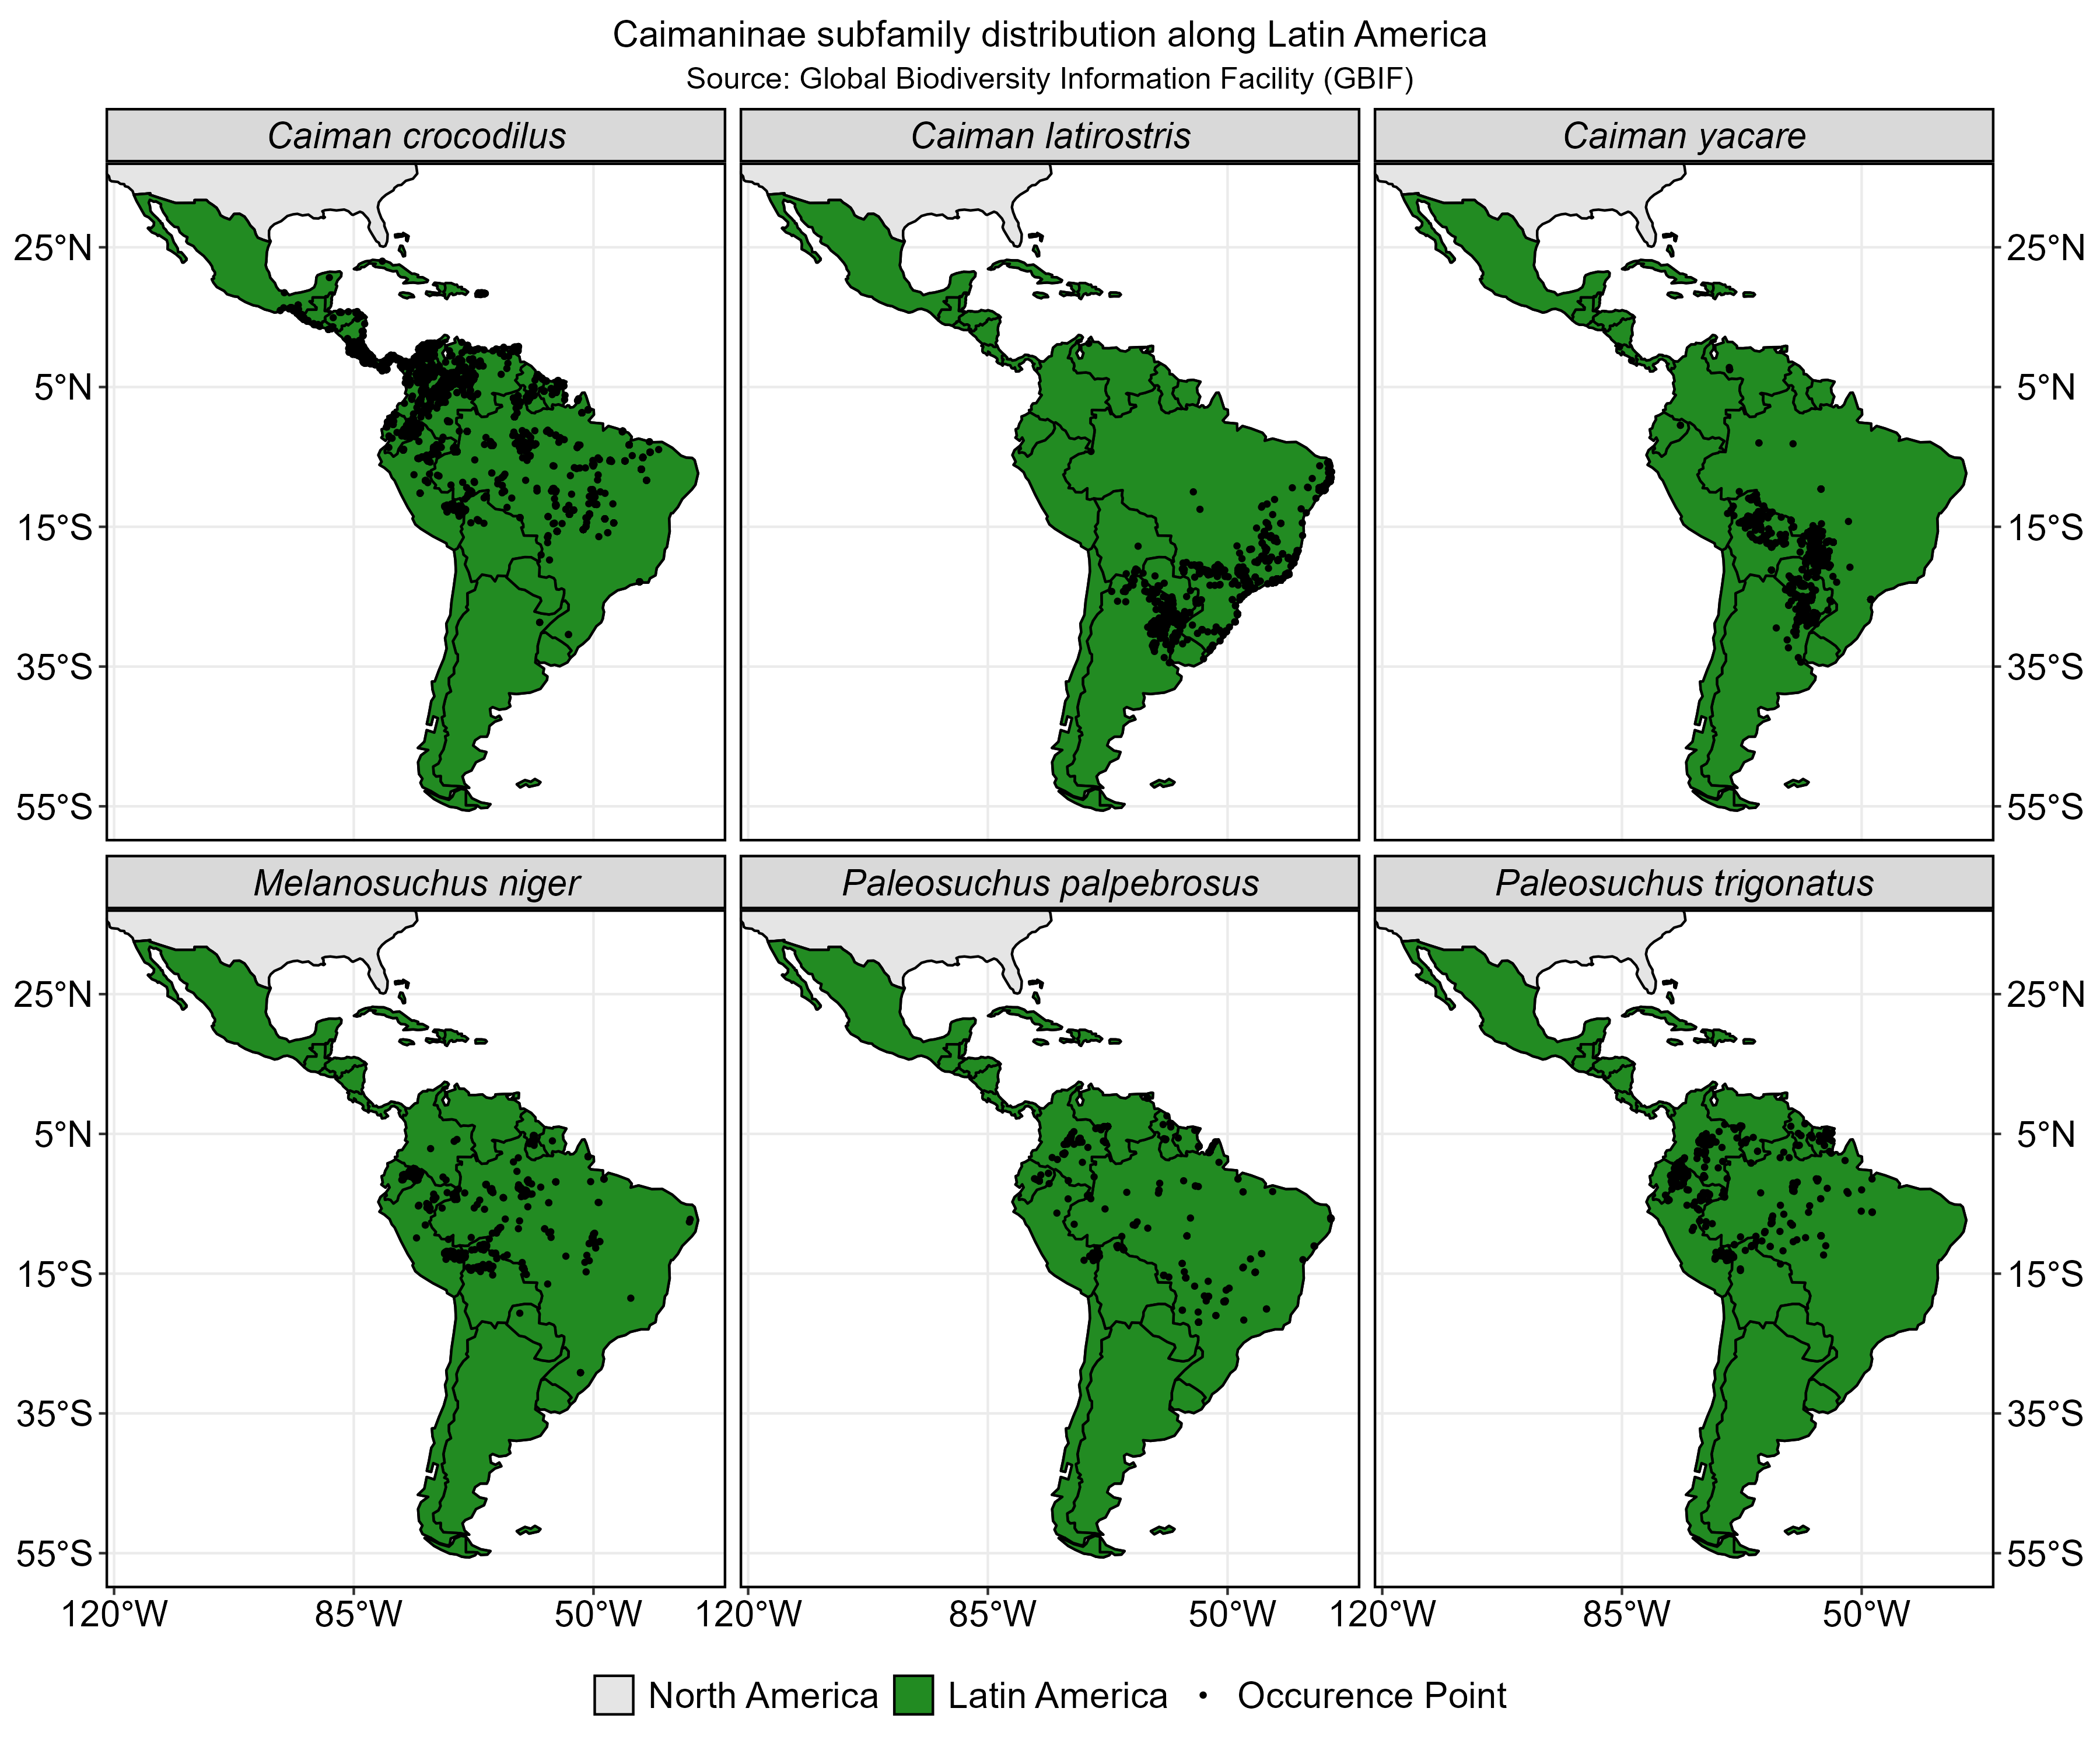 Caimaninae subfamily distribution along Latin America
Source: Global Biodiversity Information Facility (GBIF)
Caiman crocodilus
Caiman latirostris
Caiman yacare
25°N
5°N
15°S
35°S
55°S
25°N
5°N
15°S
35°S
55°S
Melanosuchus niger
Paleosuchus palpebrosus
Paleosuchus trigonatus
25°N
5°N
15°S
35°S
55°S
25°N
5°N
15°S
35°S
55°S
120°W 85°W 50°W 120°W 85°W 50°W 120°W 85°W 50°W
North America Latin America Occurence Point